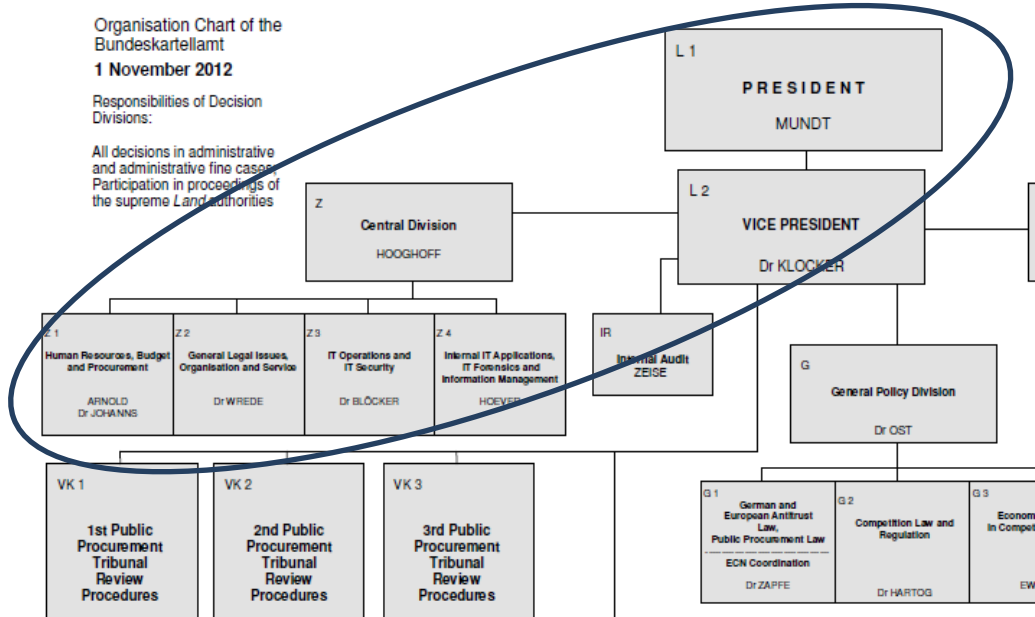 Organisation Chart of the
Bundeskartellamt
1 November 2012
Responsibilities of Decision
Divisions:
All decisions in administrative
and administrative fine cases,
Participation in proceedings of
the supreme Land authorities
L 1
PRESIDENT
MUNDT
L 2
VICE PRESIDENT
Dr KLOCKER
Z
Central Division
HOOGHOFF
Z 1
Human Resources, Budget
and Procurement
ARNOLD
Dr JOHANNS
Z 2
General Legal Issues,
Organisation and Service
Dr WREDE
Z 3
IT Operations and
IT Security
Dr BLÖCKER
Z 4
Internal IT Applications,
IT Forensics and
Information Management
HOEVER
IR
Internal Audit
ZEISE
G
General Policy Division
Dr OST
VK 1
1st Public
Procurement
Tribunal
Review
Procedures
VK 2
2nd Public
Procurement
Tribunal
Review
Procedures
VK 3
3rd Public
Procurement
Tribunal
Review
Procedures
G 1
German and
European Antitrust
Law,
Public Procurement Law
ECN Coordination
Dr ZAPFE
G 2
Competition Law and
Regulation
Dr HARTOG
G 3
in